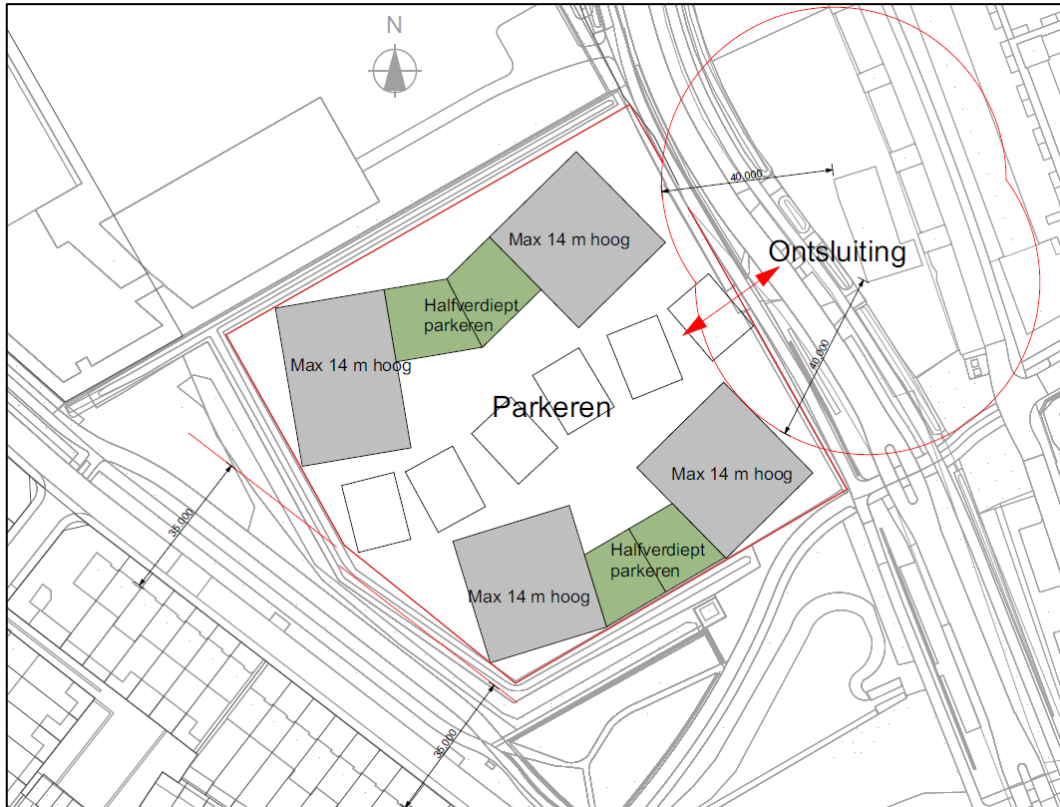 N
40,000
Max 14 m hoog
Ontsluiting
Halfverdiept
parkeren
Max 14 m hoog
40,000
Parkeren
Max 14 m hoog
35,000
Halfverdiept
parkeren
Max 14 m hoog
35,000